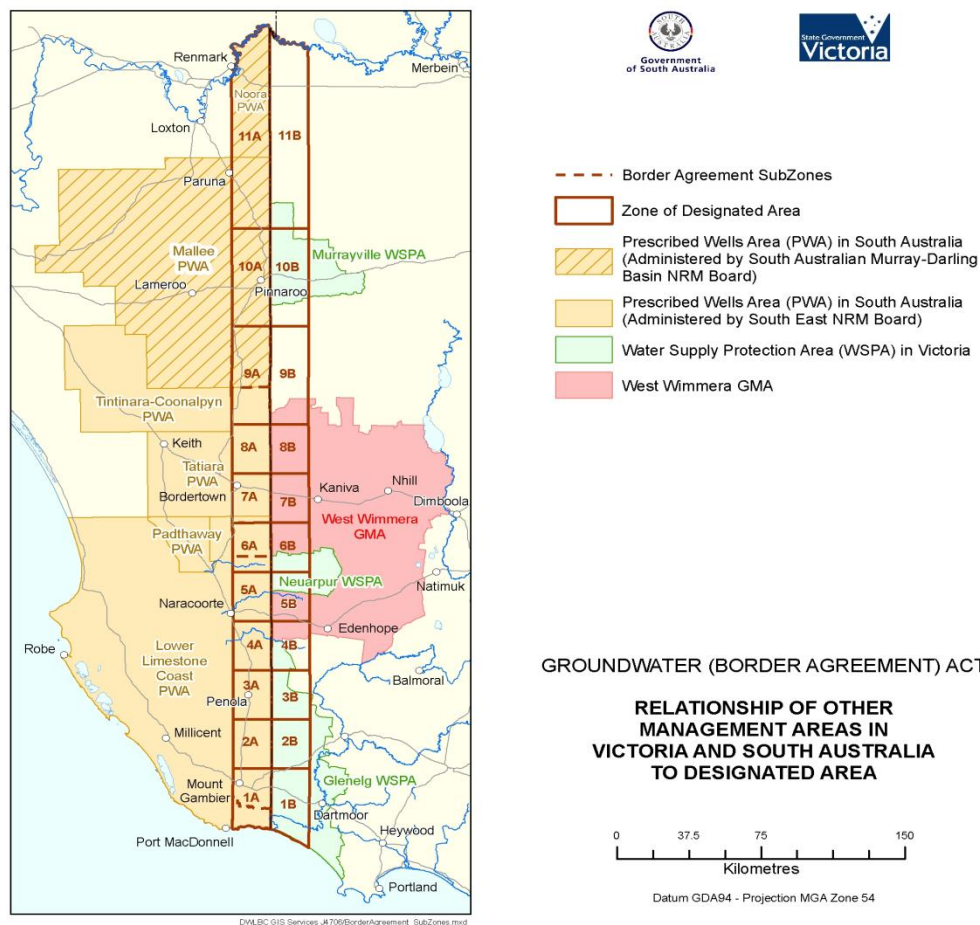 Renmark
Merbein
Noora
PWA
Loxton
11A
11B
Paruna
Mallee
PWA
10A
10B
Murrayville WSPA
Lameroo
Pinnaroo
9A
9B
Tintinara-Coonalpyn
PWA
Keith
8A
8B
Tatiara
PWA
Bordertown
7A
7B
Kaniva
Nhill
Dimboola
West Wimmera
GMA
Padthaway
PWA
6A
6B
Neuarpur WSPA
Natimuk
5A
5B
Naracoorte
Edenhope
Robe
Lower
Limestone
Coast
PWA
4A
4B
Balmoral
3A
3B
Penola
Millicent
2A
2B
Mount
Gambier
Glenelg WSPA
1A
1B
Dartmoor
Port MacDonnell
Heywood
Portland
DWLBC GIS Services J4706/BorderAgreement_SubZones.mxd
SOUTH AUSTRALIA
Government
of South Australia
State Government
Victoria
Border Agreement SubZones
Zone of Designated Area
Prescribed Wells Area (PWA) in South Australia
(Administered by South Australian Murray-Darling
Basin NRM Board)
Prescribed Wells Area (PWA) in South Australia
(Administered by South East NRM Board)
Water Supply Protection Area (WSPA) in Victoria
West Wimmera GMA
GROUNDWATER (BORDER AGREEMENT) ACT
RELATIONSHIP OF OTHER
MANAGEMENT AREAS IN
VICTORIA AND SOUTH AUSTRALIA
TO DESIGNATED AREA
0 37.5 75 150
Kilometres
Datum GDA94 - Projection MGA Zone 54